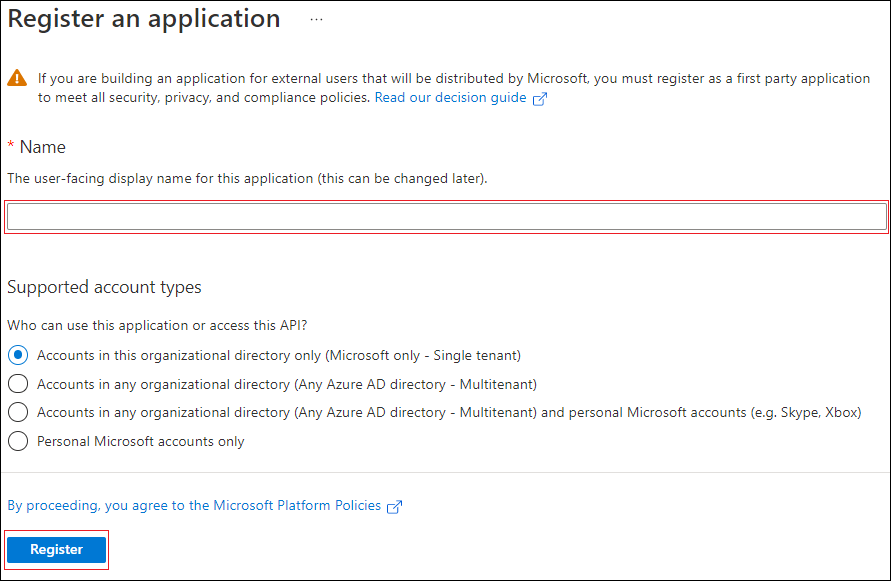 Register an application ...
If you are building an application for external users that will be distributed by Microsoft, you must register as a first party application
to meet all security, privacy, and compliance policies. Read our decision guide
* Name
The user-facing display name for this application (this can be changed later).
Supported account types
Who can use this application or access this API?
Accounts in this organizational directory only (Microsoft only - Single tenant)
Accounts in any organizational directory (Any Azure AD directory - Multitenant)
Accounts in any organizational directory (Any Azure AD directory - Multitenant) and personal Microsoft accounts (e.g. Skype, Xbox)
Personal Microsoft accounts only
By proceeding, you agree to the Microsoft Platform Policies
Register